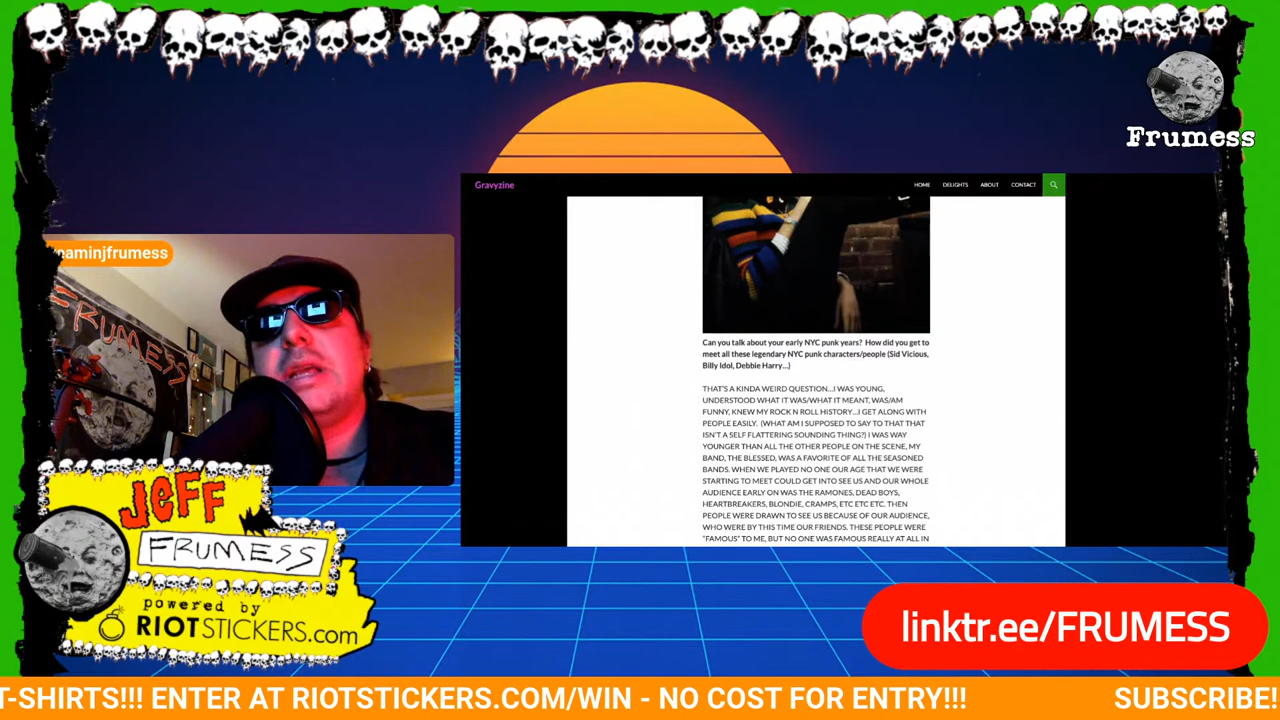 Frumess
Gravyzine
HOME DELIGHTS ABOUT CONTACT
aminjfrumess
FRUMESS
Can you talk about your early NYC punk years? How did you get to
meet all these legendary NYC punk characters/people (Sid Vicious,
Billy Idol, Debbie Harry...)
THAT'S A KINDA WEIRD QUESTION...I WAS YOUNG,
UNDERSTOOD WHAT IT WAS/WHAT IT MEANT, WAS/AM
FUNNY, KNEW MY ROCK N ROLL HISTORY...I GET ALONG WITH
PEOPLE EASILY. (WHAT AM I SUPPOSED TO SAY TO THAT THAT
ISN'T A SELF FLATTERING SOUNDING THING?) I WAS WAY
YOUNGER THAN ALL THE OTHER PEOPLE ON THE SCENE, MY
BAND, THE BLESSED, WAS A FAVORITE OF ALL THE SEASONED
BANDS. WHEN WE PLAYED NO ONE OUR AGE THAT WE WERE
STARTING TO MEET COULD GET INTO SEE US AND OUR WHOLE
AUDIENCE EARLY ON WAS THE RAMONES, DEAD BOYS,
HEARTBREAKERS, BLONDIE, CRAMPS, ETC ETC ETC. THEN
PEOPLE WERE DRAWN TO SEE US BECAUSE OF OUR AUDIENCE,
WHO WERE BY THIS TIME OUR FRIENDS. THESE PEOPLE WERE
"FAMOUS" TO ME, BUT NO ONE WAS FAMOUS REALLY AT ALL IN
JEFF
FRUMESS
powered by
RIOTSTICKERS.com
linktr.ee/FRUMESS
T-SHIRTS!!! ENTER AT RIOTSTICKERS.COM/WIN - NO COST FOR ENTRY!!! SUBSCRIBE!